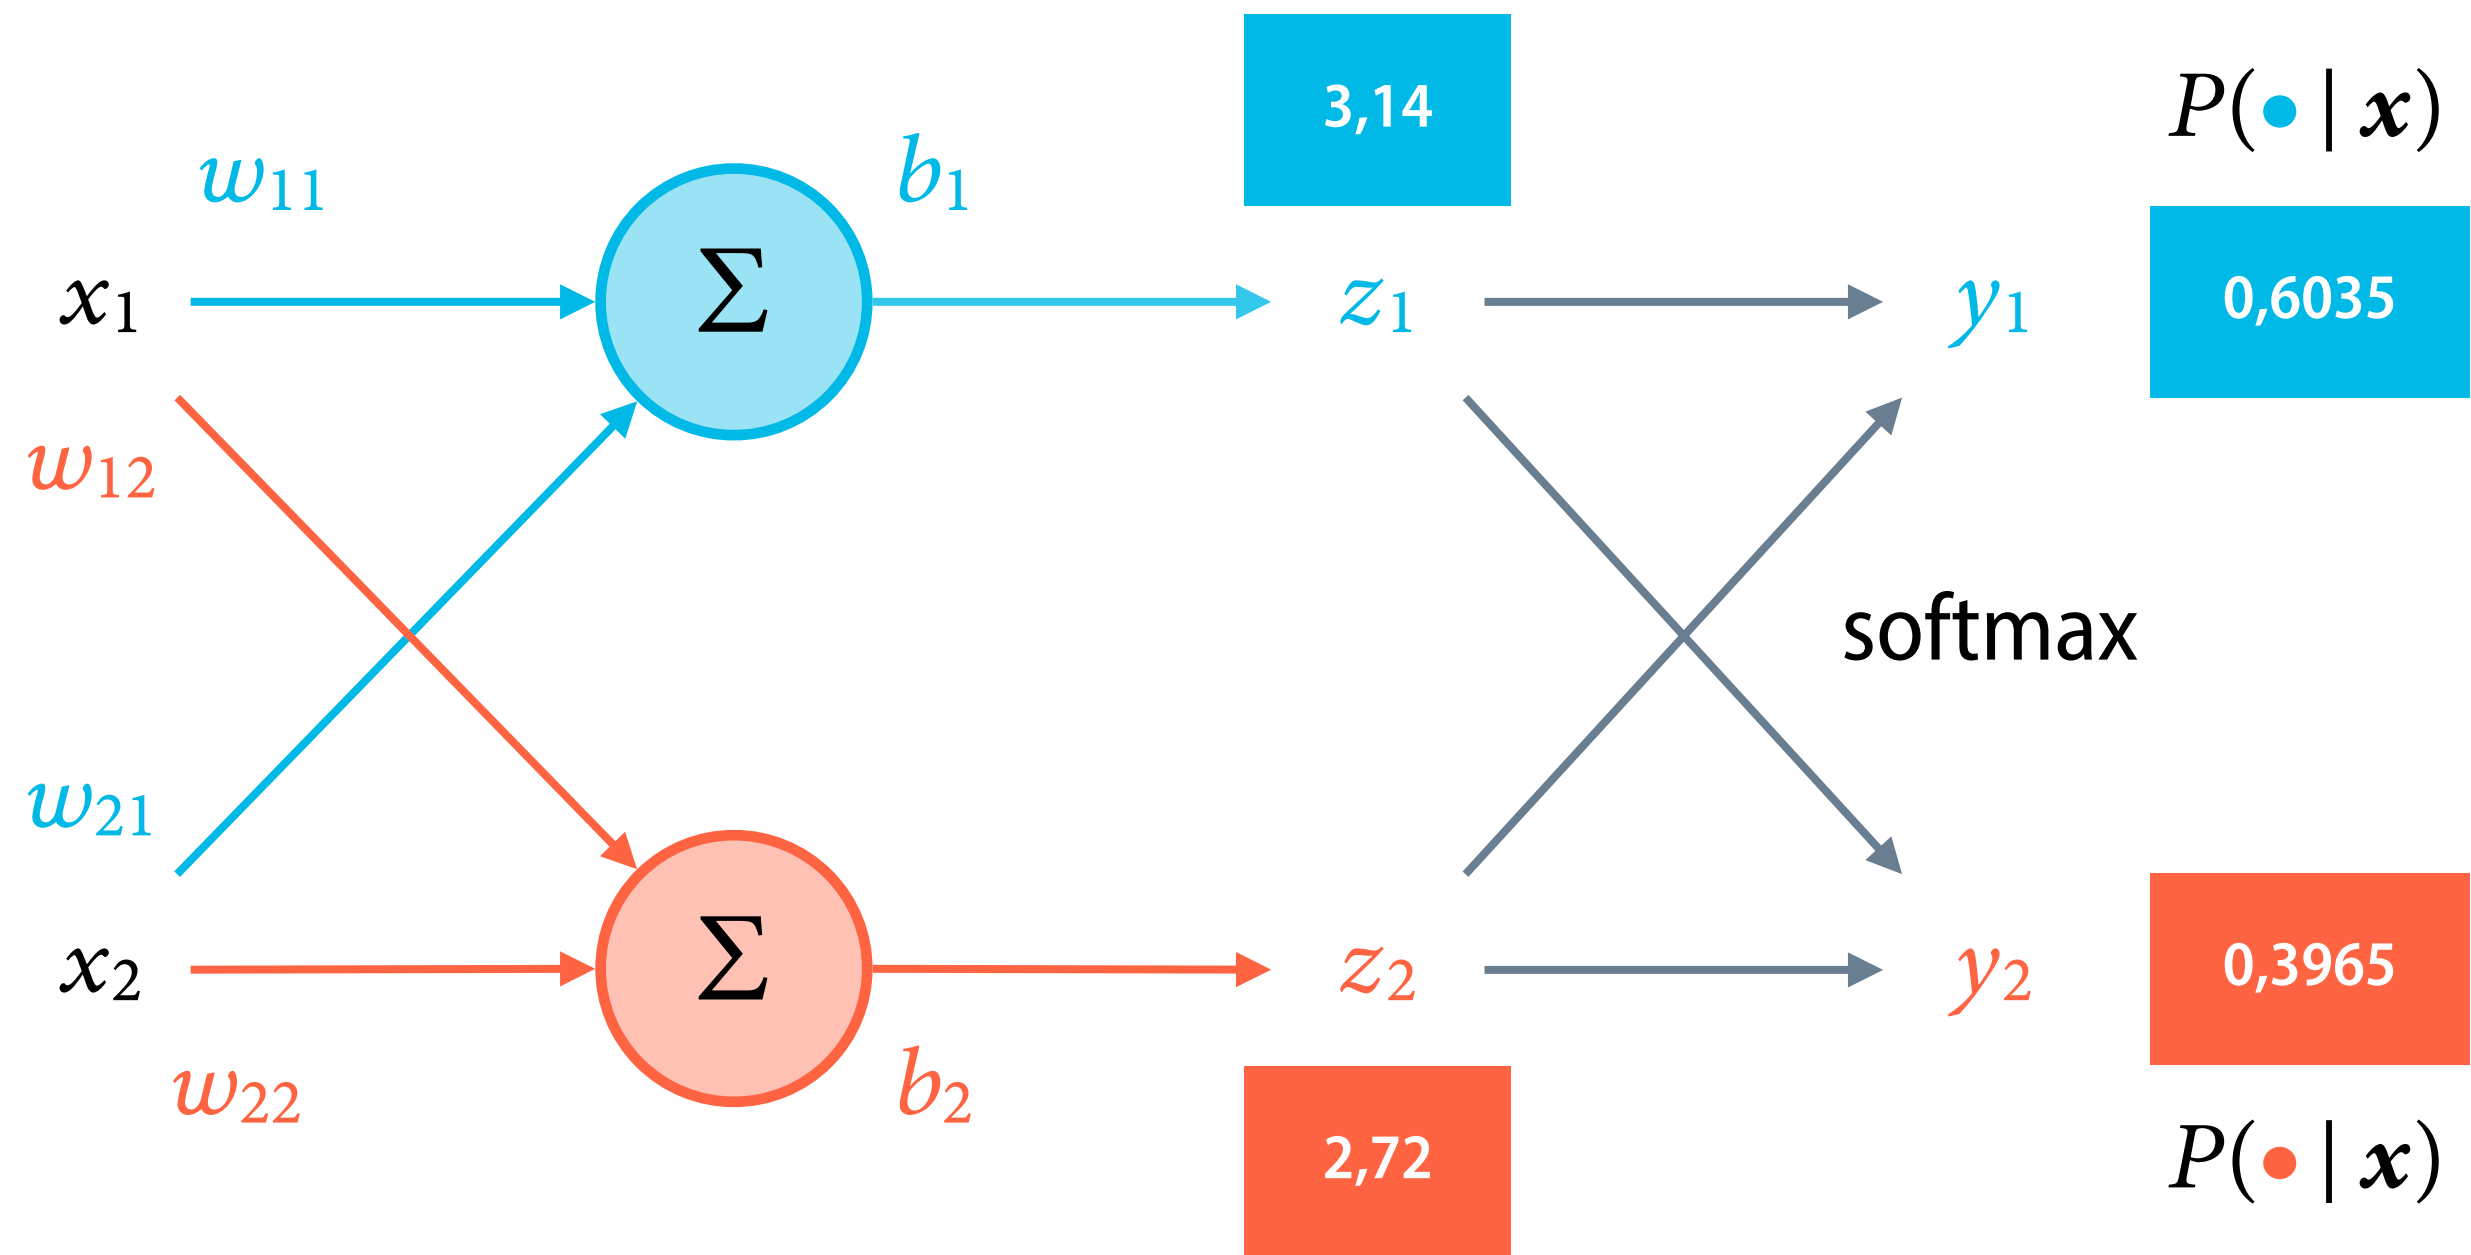 3,14
P(• | x)
w11
b1
x1
Σ
z1
y1
0,6035
w12
softmax
w21
x2
Σ
z2
y2
0,3965
w22
b2
2,72
P(• | x)